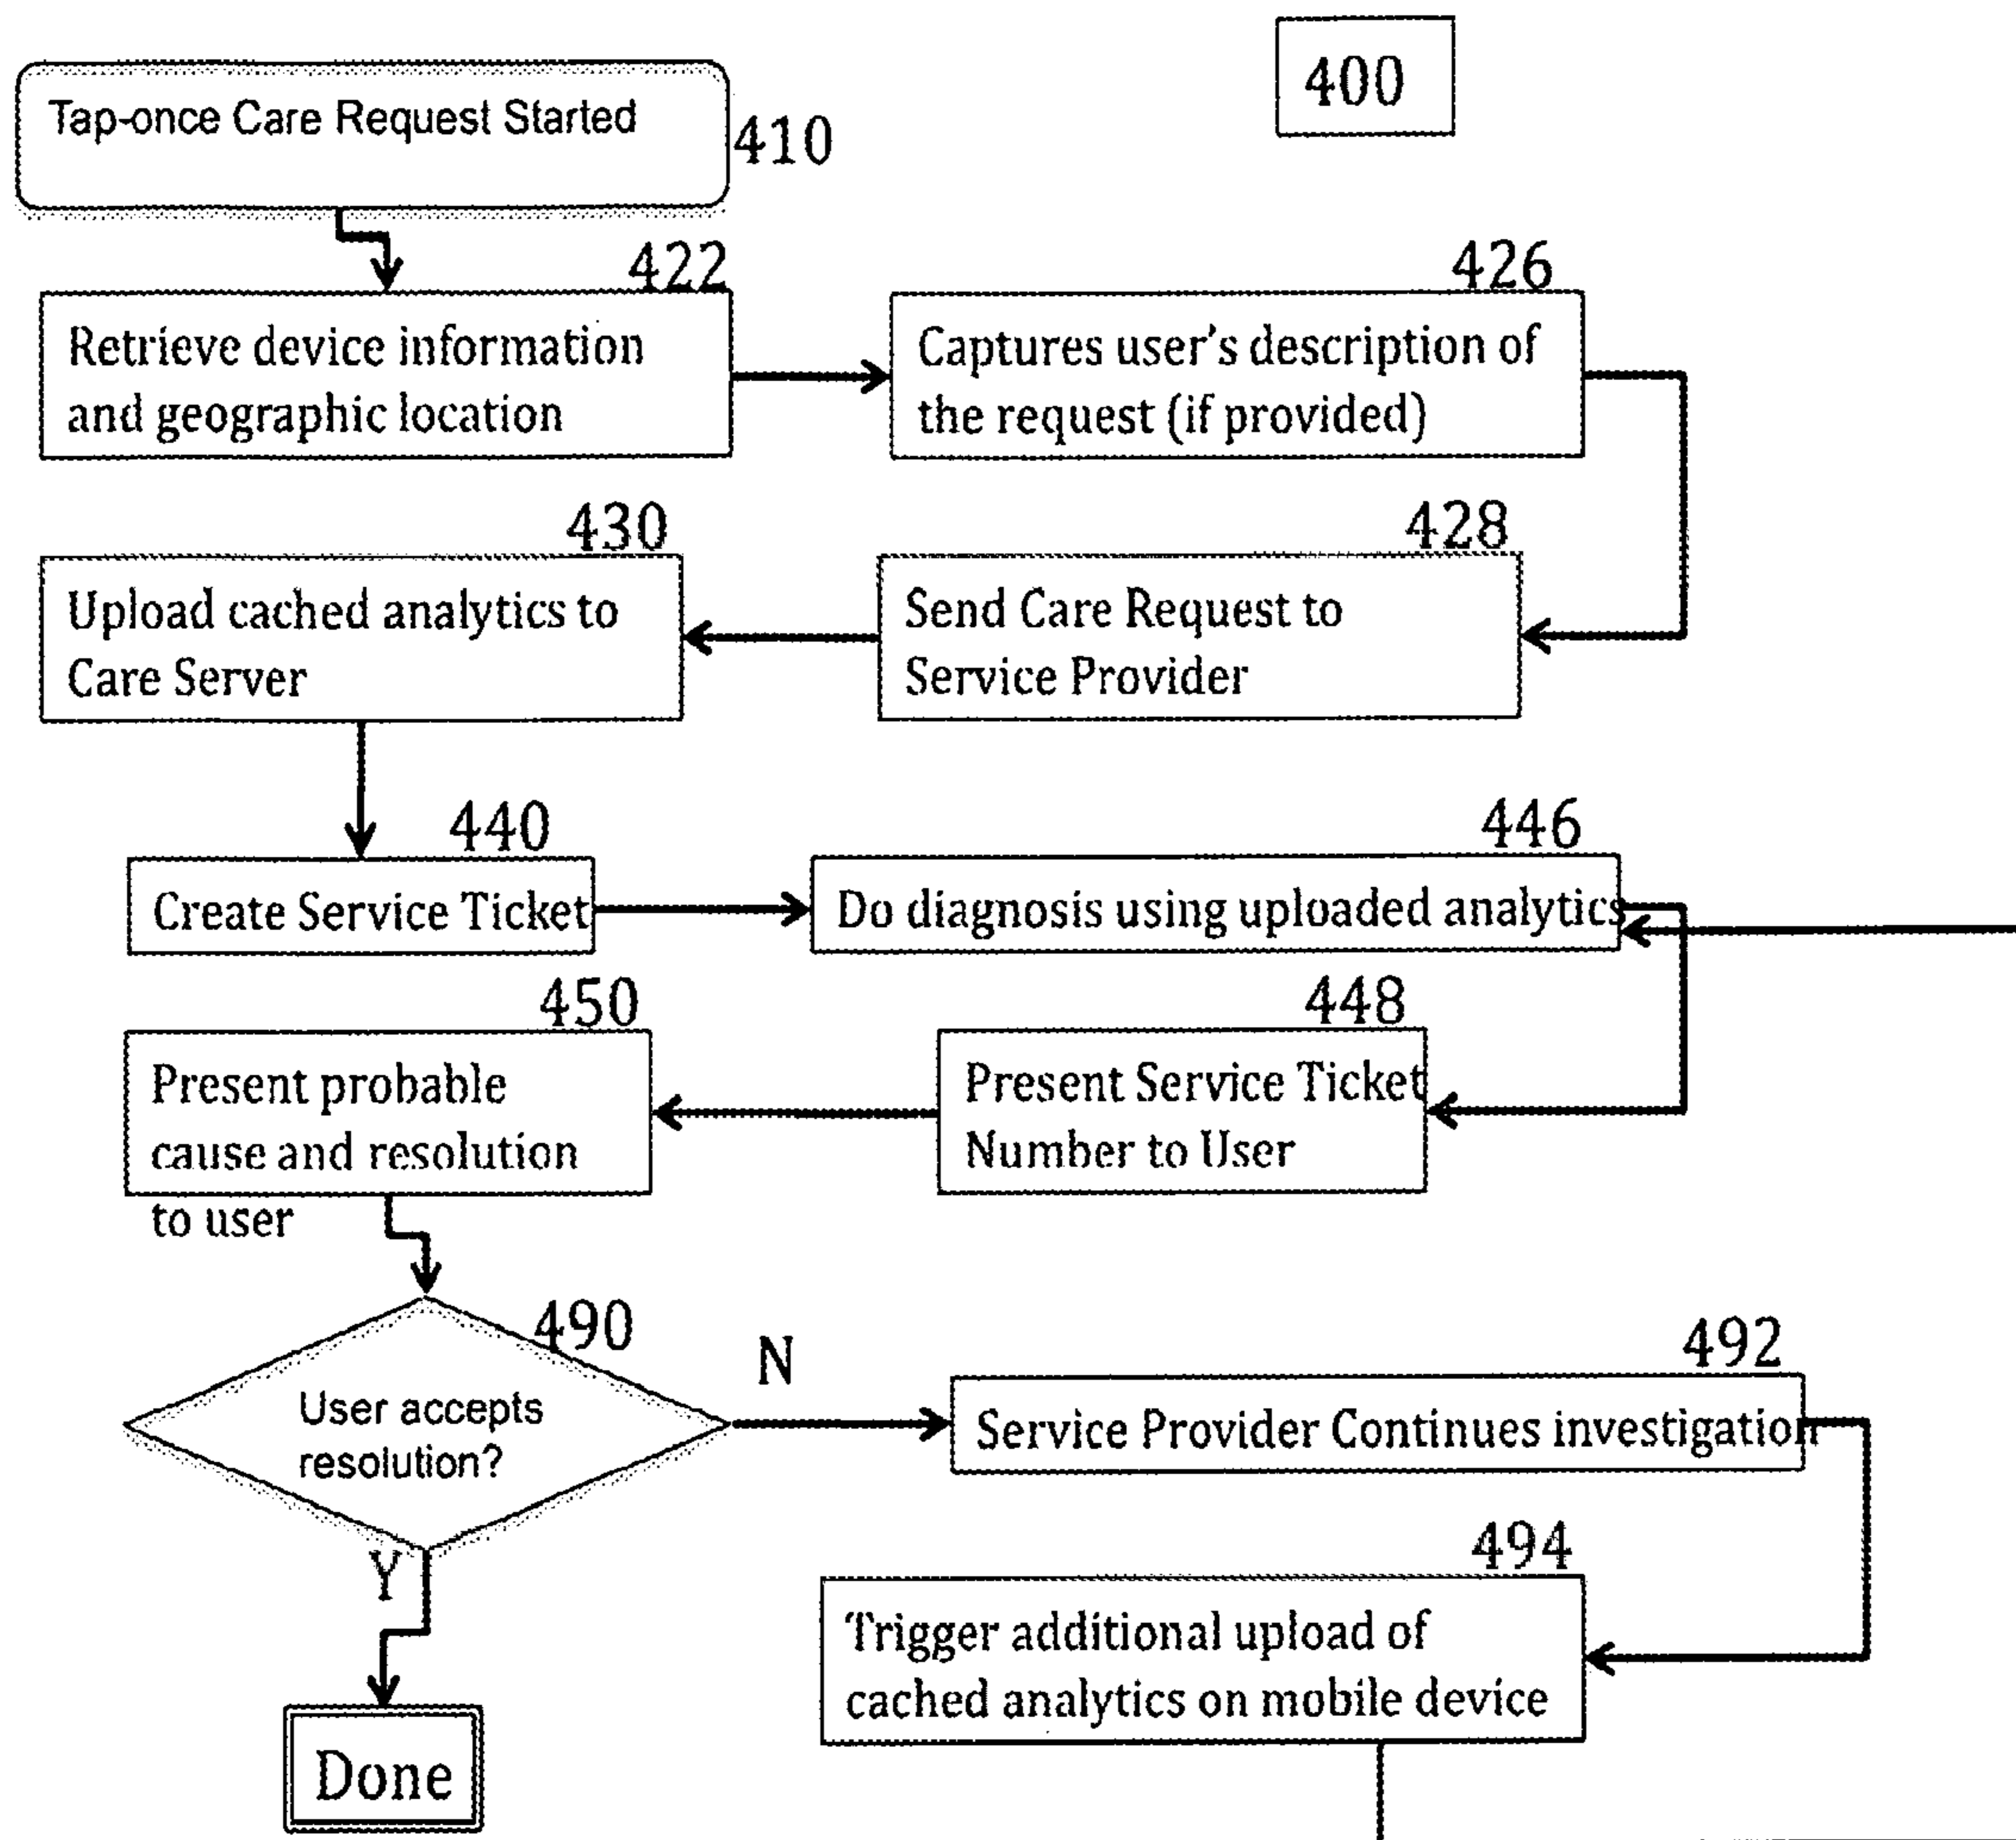 400
Tap-once Care Request Started
410
422
Retrieve device information
and geographic location
426
Captures user's description of
the request (if provided)
430
Upload cached analytics to
Care Server
428
Send Care Request to
Service Provider
440
Create Service Ticket
446
Do diagnosis using uploaded analytics
450
Present probable
cause and resolution
to user
448
Present Service Ticket
Number to User
490
User accepts
resolution?
N
Y
492
Service Provider Continues investigation
494
Trigger additional upload of
cached analytics on mobile device
Done